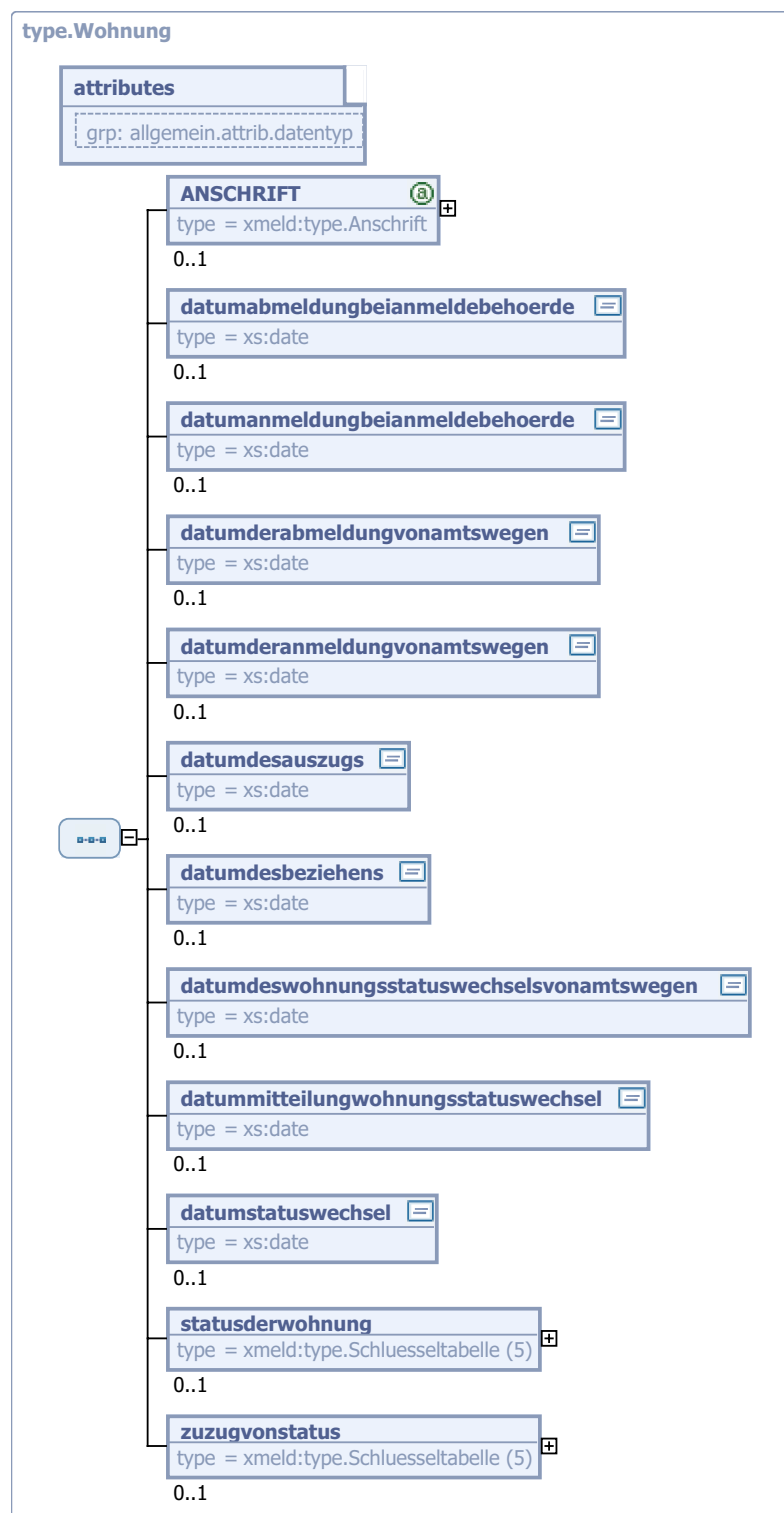 type.Wohnung
attributes
grp: allgemein.attrib.datentyp
ANSCHRIFT a
type = xmeld:type.Anschrift
0..1
datumabmeldungbeianmeldebehoerde
type = xs:date
0..1
datumanmeldungbeianmeldebehoerde
type = xs:date
0..1
datumderabmeldungvonamtswegen
type = xs:date
0..1
datumderanmeldungvonamtswegen
type = xs:date
0..1
datumdesauszugs
type = xs:date
0..1
datumdesbeziehens
type = xs:date
0..1
datumdeswohnungsstatuswechselsvonamtswegen
type = xs:date
0..1
datummitteilungwohnungsstatuswechsel
type = xs:date
0..1
datumstatuswechsel
type = xs:date
0..1
statusderwohnung
type = xmeld:type.Schluesseltabelle (5)
0..1
zuzugvonstatus
type = xmeld:type.Schluesseltabelle (5)
0..1